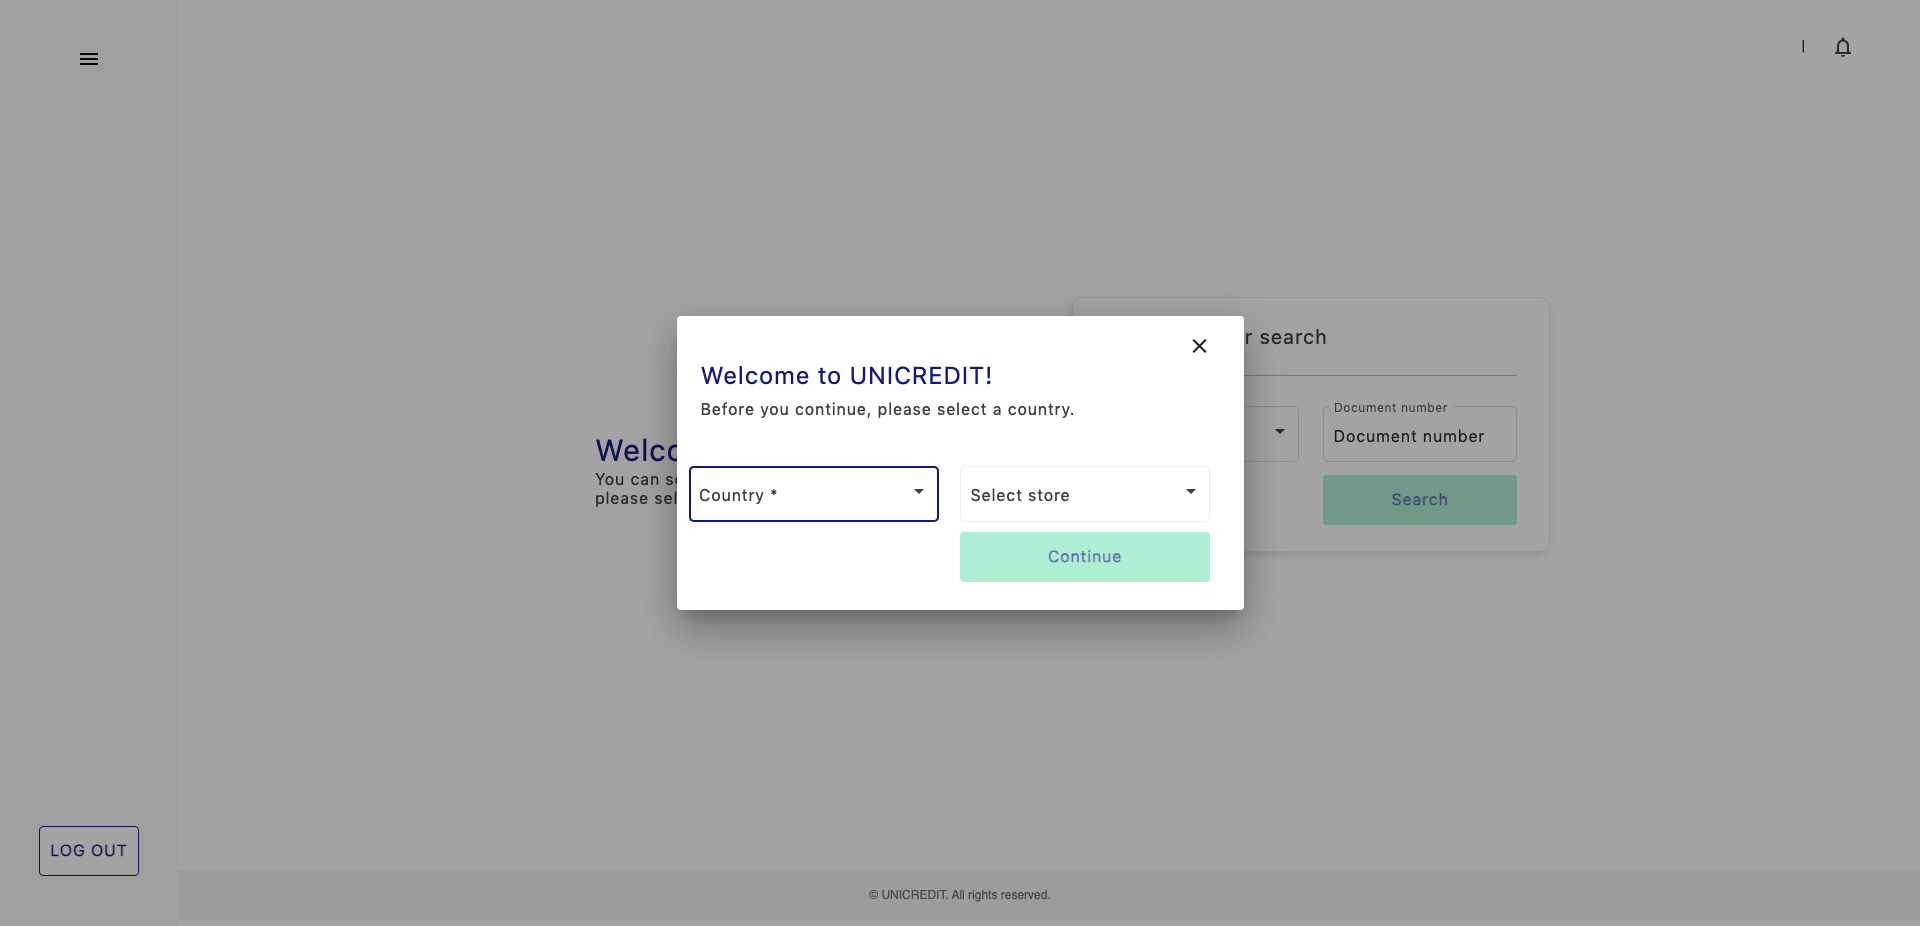 Welcome to UNICREDIT!
Before you continue, please select a country.
Country *
Select store
Continue
r search
Document number
Document number
Search
Welco
You can s
please sel
LOG OUT
© UNICREDIT. All rights reserved.